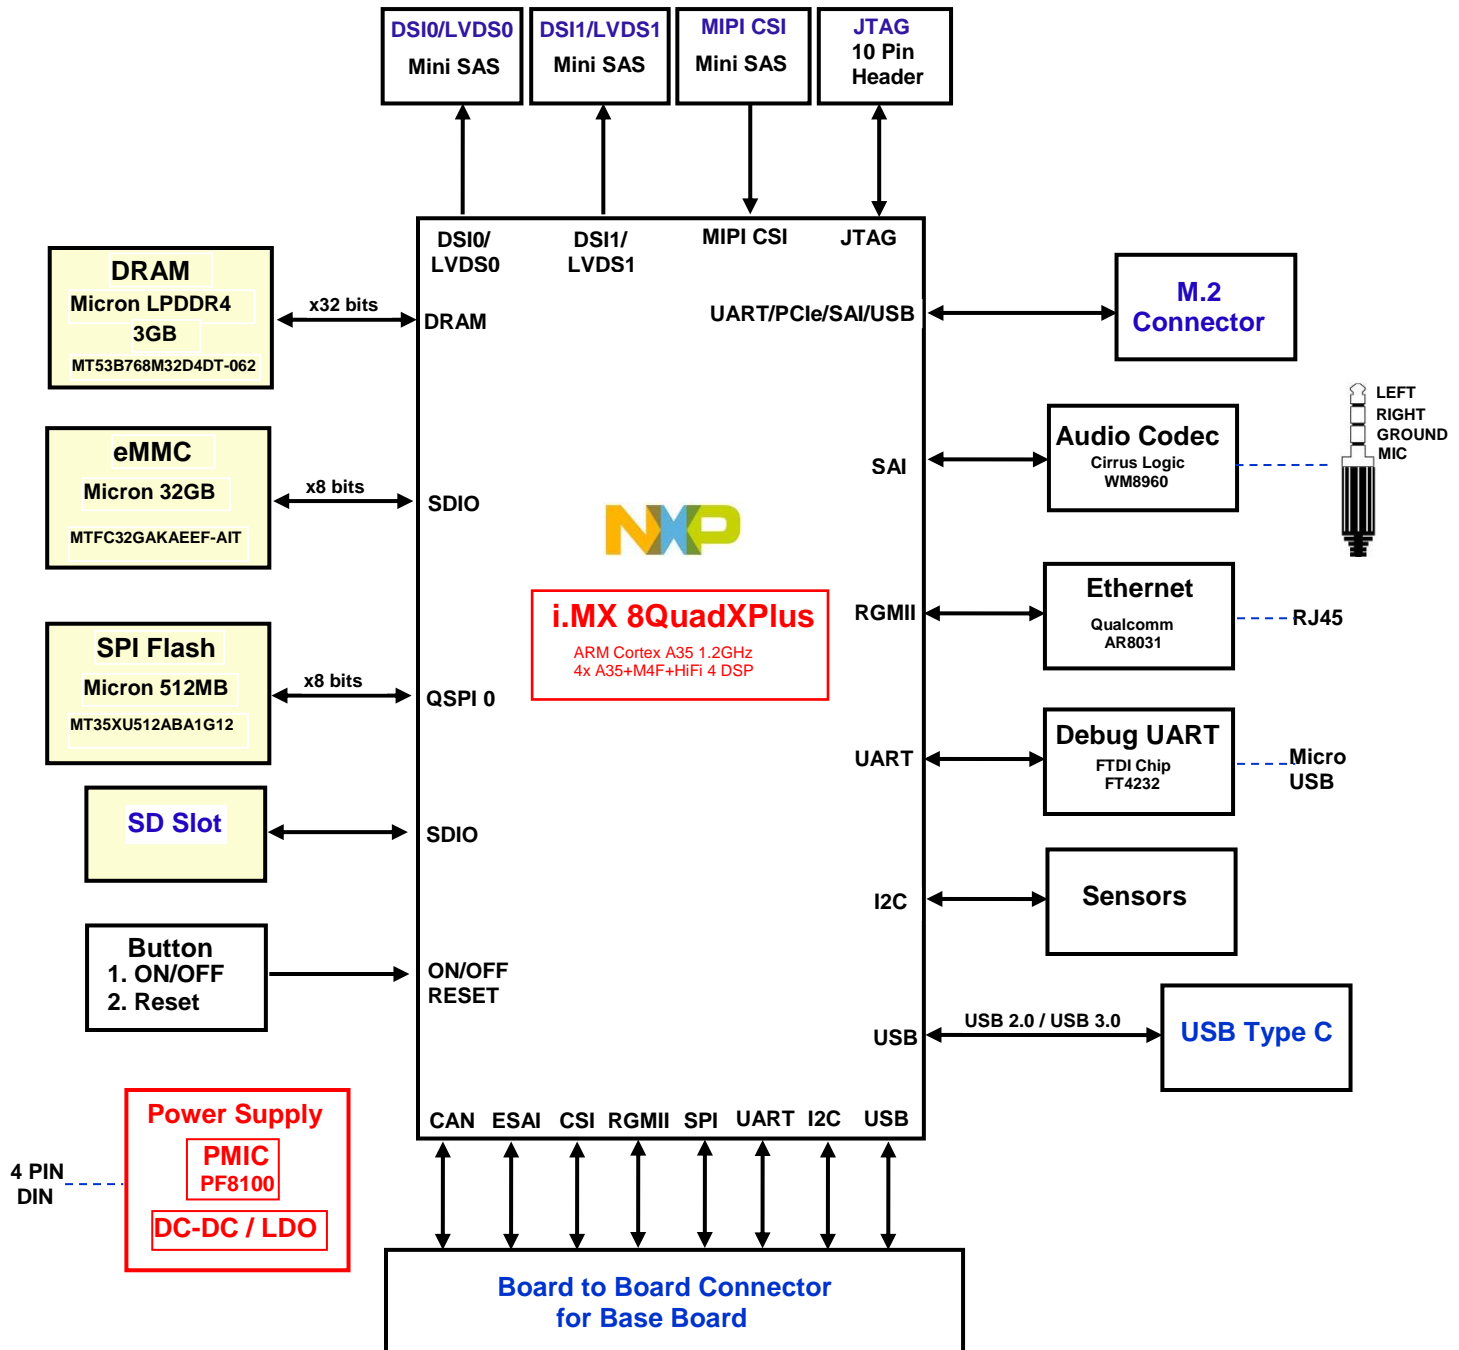 DSI0/LVDS0
Mini SAS
DSI1/LVDS1
Mini SAS
MIPI CSI
Mini SAS
JTAG
10 Pin
Header
DSI0/
LVDS0
DSI1/
LVDS1
MIPI CSI
JTAG
DRAM
Micron LPDDR4
3GB
MT53B768M32D4DT-062
x32 bits
DRAM
UART/PCIe/SAI/USB
M.2
Connector
eMMC
Micron 32GB
MTFC32GAKAEEF-AIT
x8 bits
SDIO
SAI
Audio Codec
Cirrus Logic
WM8960
LEFT
RIGHT
GROUND
MIC
NXP
i.MX 8QuadXPlus
ARM Cortex A35 1.2GHz
4x A35+M4F+HiFi 4 DSP
RGMII
Ethernet
Qualcomm
AR8031
RJ45
SPI Flash
Micron 512MB
MT35XU512ABA1G12
x8 bits
QSPI 0
UART
Debug UART
FTDI Chip
FT4232
Micro
USB
SD Slot
SDIO
I2C
Sensors
Button
1. ON/OFF
2. Reset
ON/OFF
RESET
USB
USB 2.0 / USB 3.0
USB Type C
Power Supply
PMIC
PF8100
DC-DC / LDO
4 PIN
DIN
CAN
ESAI
CSI
RGMII
SPI
UART
I2C
USB
Board to Board Connector
for Base Board